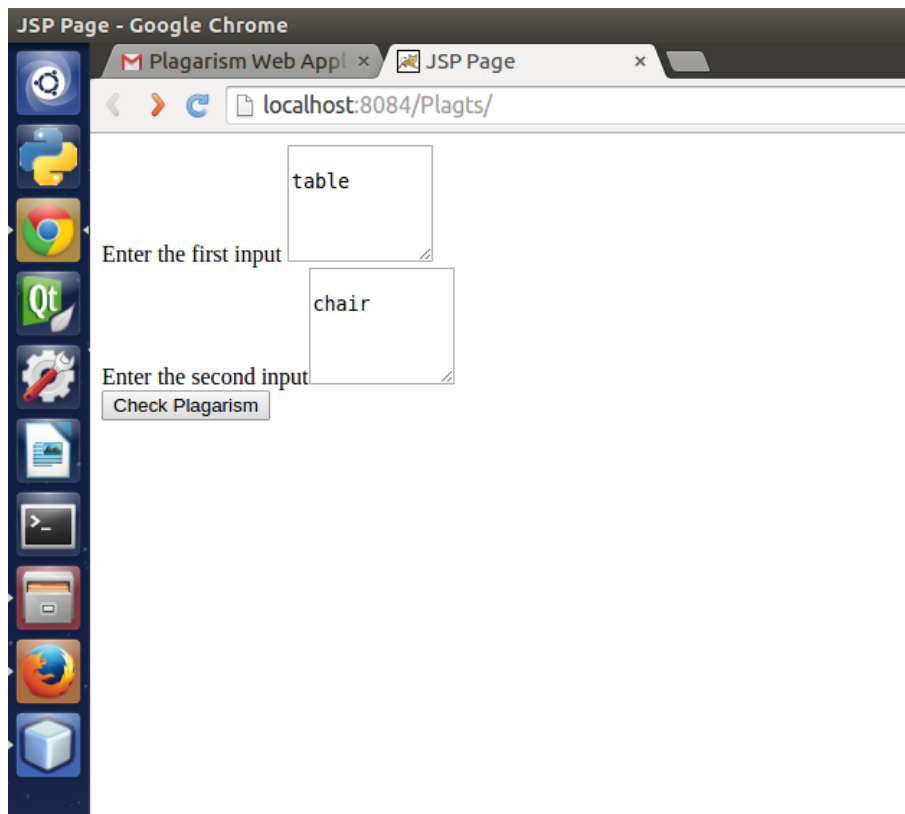 JSP Page - Google Chrome
Plagarism Web Appl
JSP Page
localhost:8084/Plagts/
table
Enter the first input
chair
Enter the second input
Check Plagarism
Qt
>_